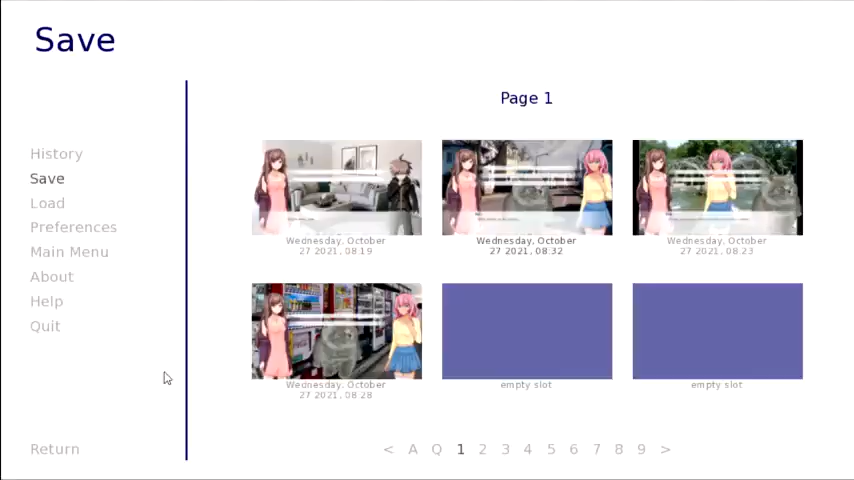 Save
Page 1
History
Save
Load
Preferences
Main Menu
About
Help
Quit
Return
Wednesday, October
27 2021, 08:19
Wednesday, October
27 2021, 08:32
Wednesday, October
27 2021, 08:23
Wednesday, October
27 2021, 08:28
empty slot
empty slot
< A Q 1 2 3 4 5 6 7 8 9 >